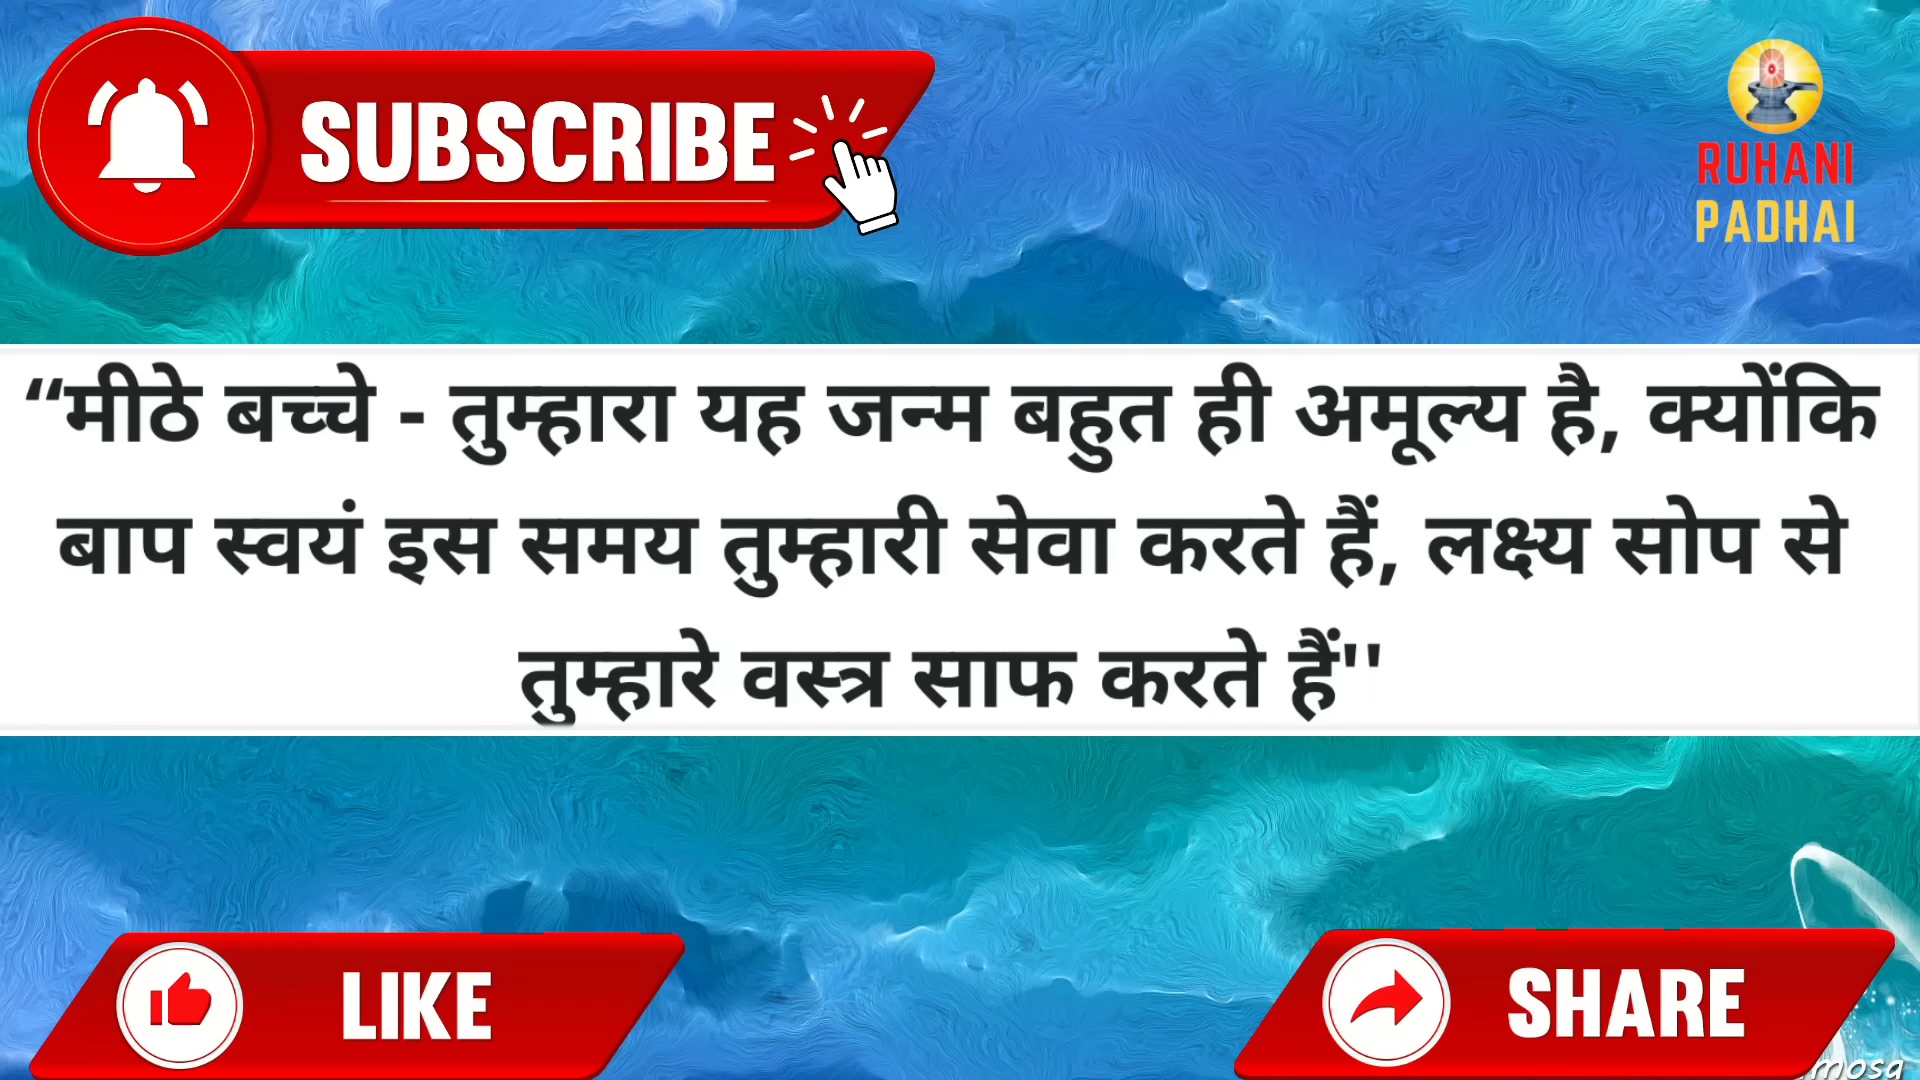 SUBSCRIBE
RUHANI
PADHAI
“मीठे बच्चे - तुम्हारा यह जन्म बहुत ही अमूल्य है, क्योंकि
बाप स्वयं इस समय तुम्हारी सेवा करते हैं, लक्ष्य सोप से
तुम्हारे वस्त्र साफ करते हैं''
LIKE
SHARE